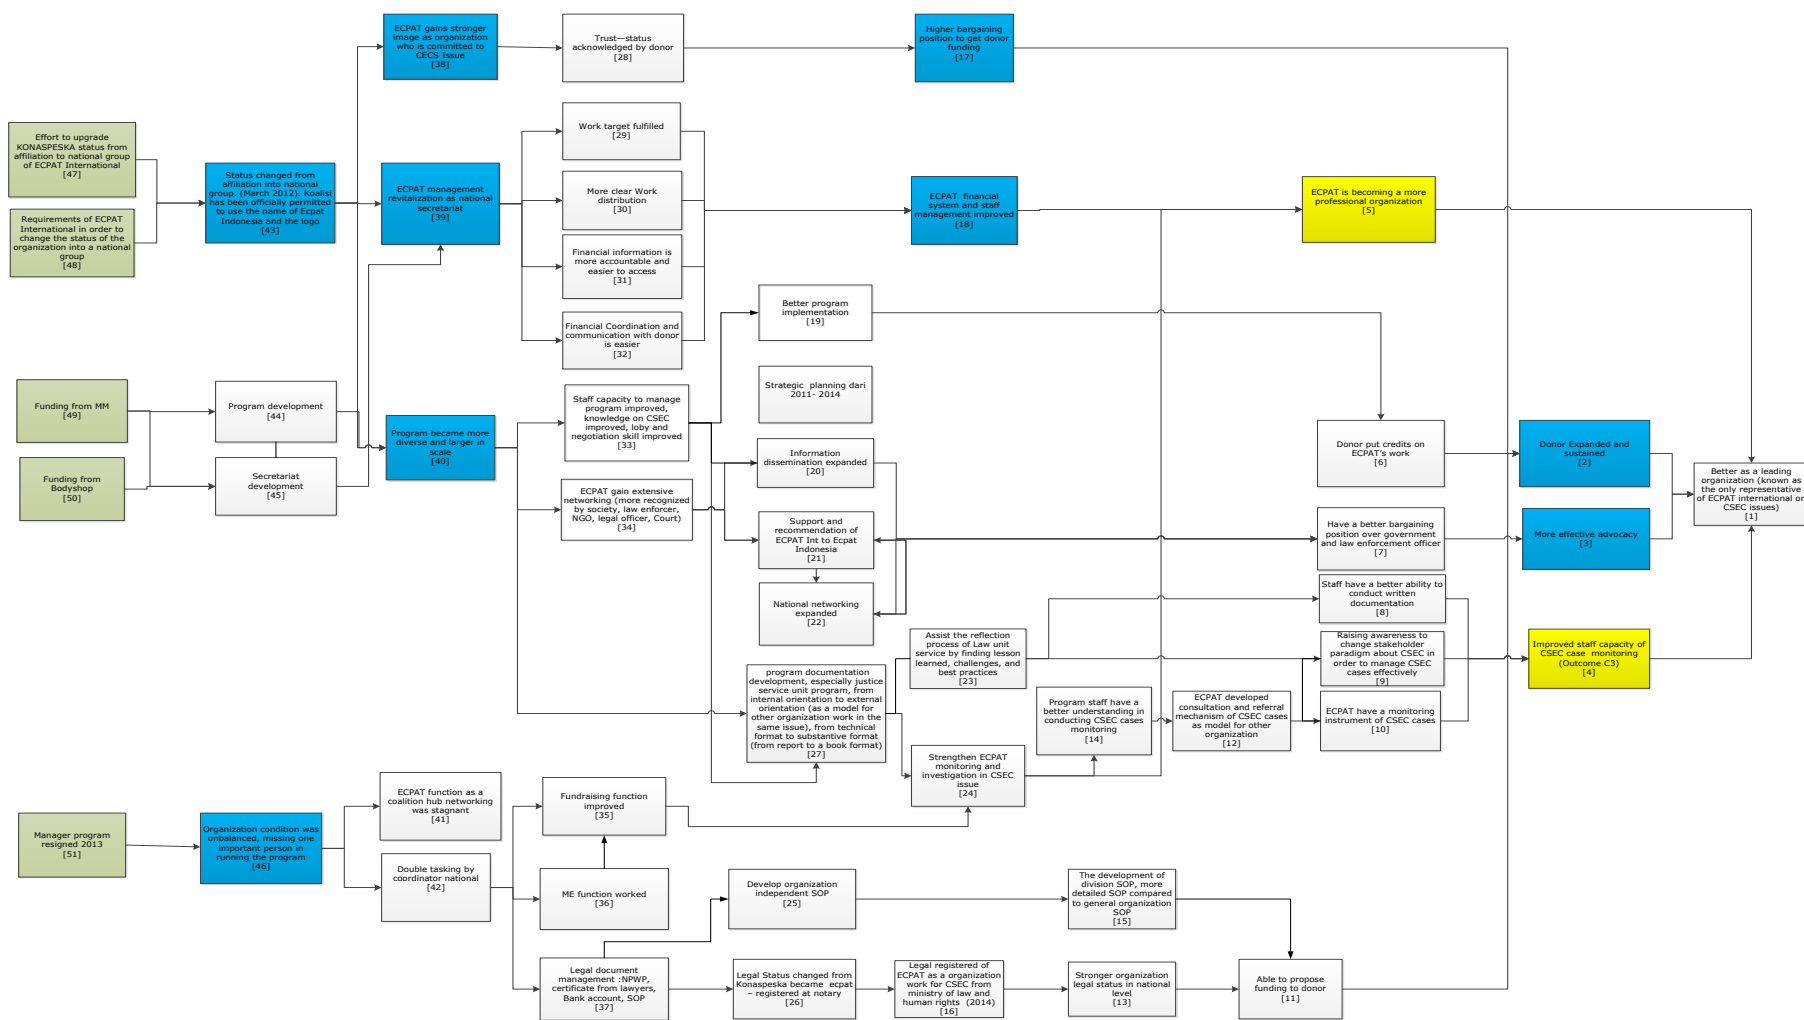 ECPAT gains stronger
image as organization
who is committed to
CECS Issue
[38]
Trust—status
acknowledged by donor
[28]
Higher bargaining
position to get donor
funding
[17]
Effort to upgrade
KONASPESKA status from
affiliation to national group
of ECPAT International
[47]
Requirements of ECPAT
International in order to
change the status of the
organization into a national
group
[48]
Status changed from
affiliation into national
group. (March 2012). Koalisi
has been officially permitted
to use the name of Ecpat
Indonesia and the logo
[43]
ECPAT management
revitalization as national
secretariat
[39]
Work target fulfilled
[29]
More clear Work
distribution
[30]
Financial information is
more accountable and
easier to access
[31]
Financial Coordination and
communication with donor
is easier
[32]
ECPAT  financial
system and staff
management improved
[18]
ECPAT is becoming a more
professional organization
[5]
Better program
implementation
[19]
Strategic  planning dari
2011- 2014
Funding from MM
[49]
Funding from
Bodyshop
[50]
Program development
[44]
Secretariat
development
[45]
Program became more
diverse and larger in
scale
[40]
Staff capacity to manage
program improved,
knowledge on CSEC
improved, loby and
negotiation skill improved
[33]
ECPAT gain extensive
networking (more recognized
by society, law enforcer,
NGO, legal officer, Court)
[34]
Information
dissemination expanded
[20]
Support and
recommendation of
ECPAT Int to Ecpat
Indonesia
[21]
National networking
expanded
[22]
Donor put credits on
ECPAT's work
[6]
Donor Expanded and
sustained
[2]
Have a better bargaining
position over government
and law enforcement officer
[7]
More effective advocacy
[3]
Better as a leading
organization (known as
the only representative
of ECPAT international on
CSEC issues)
[1]
Staff have a better ability to
conduct written
documentation
[8]
Assist the reflection
process of Law unit
service by finding lesson
learned, challenges, and
best practices
[23]
Raising awareness to
change stakeholder
paradigm about CSEC in
order to manage CSEC
cases effectively
[9]
Improved staff capacity of
CSEC case  monitoring
(Outcome C3)
[4]
program documentation
development, especially justice
service unit program, from
internal orientation to external
orientation (as a model for
other organization work in the
same issue), from technical
format to substantive format
(from report to a book format)
[27]
Program staff have a
better understanding in
conducting CSEC cases
monitoring
[14]
ECPAT developed
consultation and referral
mechanism of CSEC cases
as model for other
organization
[12]
ECPAT have a monitoring
instrument of CSEC cases
[10]
Strengthen ECPAT
monitoring and
investigation in CSEC
issue
[24]
Manager program
resigned 2013
[51]
Organization condition was
unbalanced, missing one
important person in
running the program
[46]
ECPAT function as a
coalition hub networking
was stagnant
[41]
Double tasking by
coordinator national
[42]
Fundraising function
improved
[35]
ME function worked
[36]
Legal document
management :NPWP,
certificate from lawyers,
Bank account, SOP
[37]
Develop organization
independent SOP
[25]
The development of
division SOP, more
detailed SOP compared
to general organization
SOP
[15]
Legal Status changed from
Konaspeska became  ecpat
– registered at notary
[26]
Legal registered of
ECPAT as a organization
work for CSEC from
ministry of law and
human rights  (2014)
[16]
Stronger organization
legal status in national
level
[13]
Able to propose
funding to donor
[11]